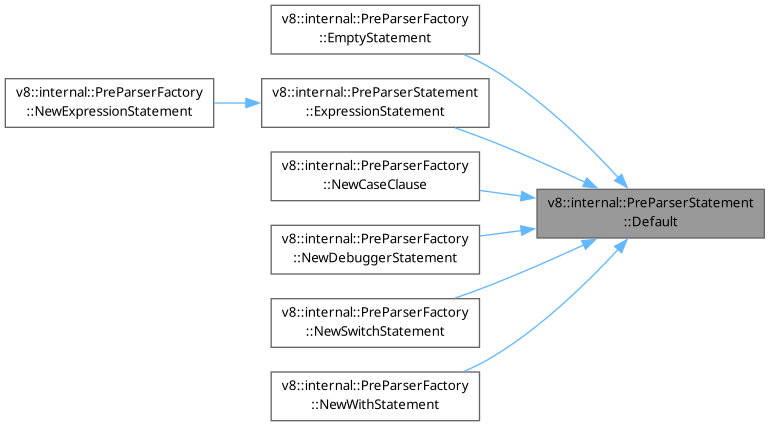 v8::internal::PreParserFactory
::EmptyStatement
v8::internal::PreParserFactory
::NewExpressionStatement
v8::internal::PreParserStatement
::ExpressionStatement
v8::internal::PreParserFactory
::NewCaseClause
v8::internal::PreParserStatement
::Default
v8::internal::PreParserFactory
::NewDebuggerStatement
v8::internal::PreParserFactory
::NewSwitchStatement
v8::internal::PreParserFactory
::NewWithStatement